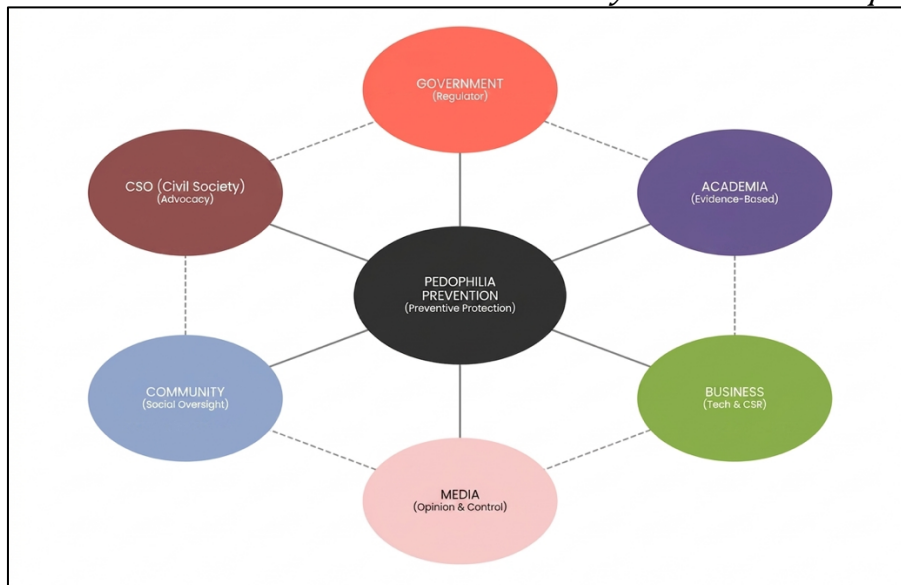 GOVERNMENT
(Regulator)
CSO (Civil Society)
(Advocacy)
ACADEMIA
(Evidence-Based)
PEDOPHILIA
PREVENTION
(Preventive Protection)
COMMUNITY
(Social Oversight)
BUSINESS
(Tech & CSR)
MEDIA
(Opinion & Control)